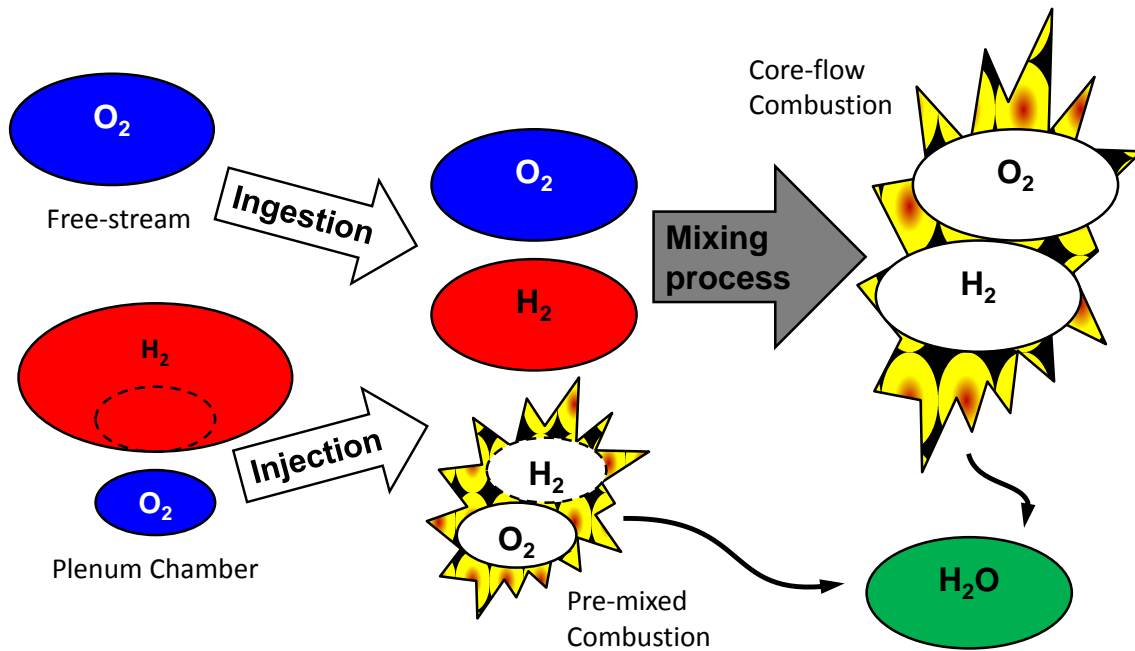 O₂
Free-stream
Ingestion
H₂
O₂
Plenum Chamber
Injection
O₂
H₂
H₂
O₂
Pre-mixed
Combustion
Mixing
process
Core-flow
Combustion
O₂
H₂
H₂O